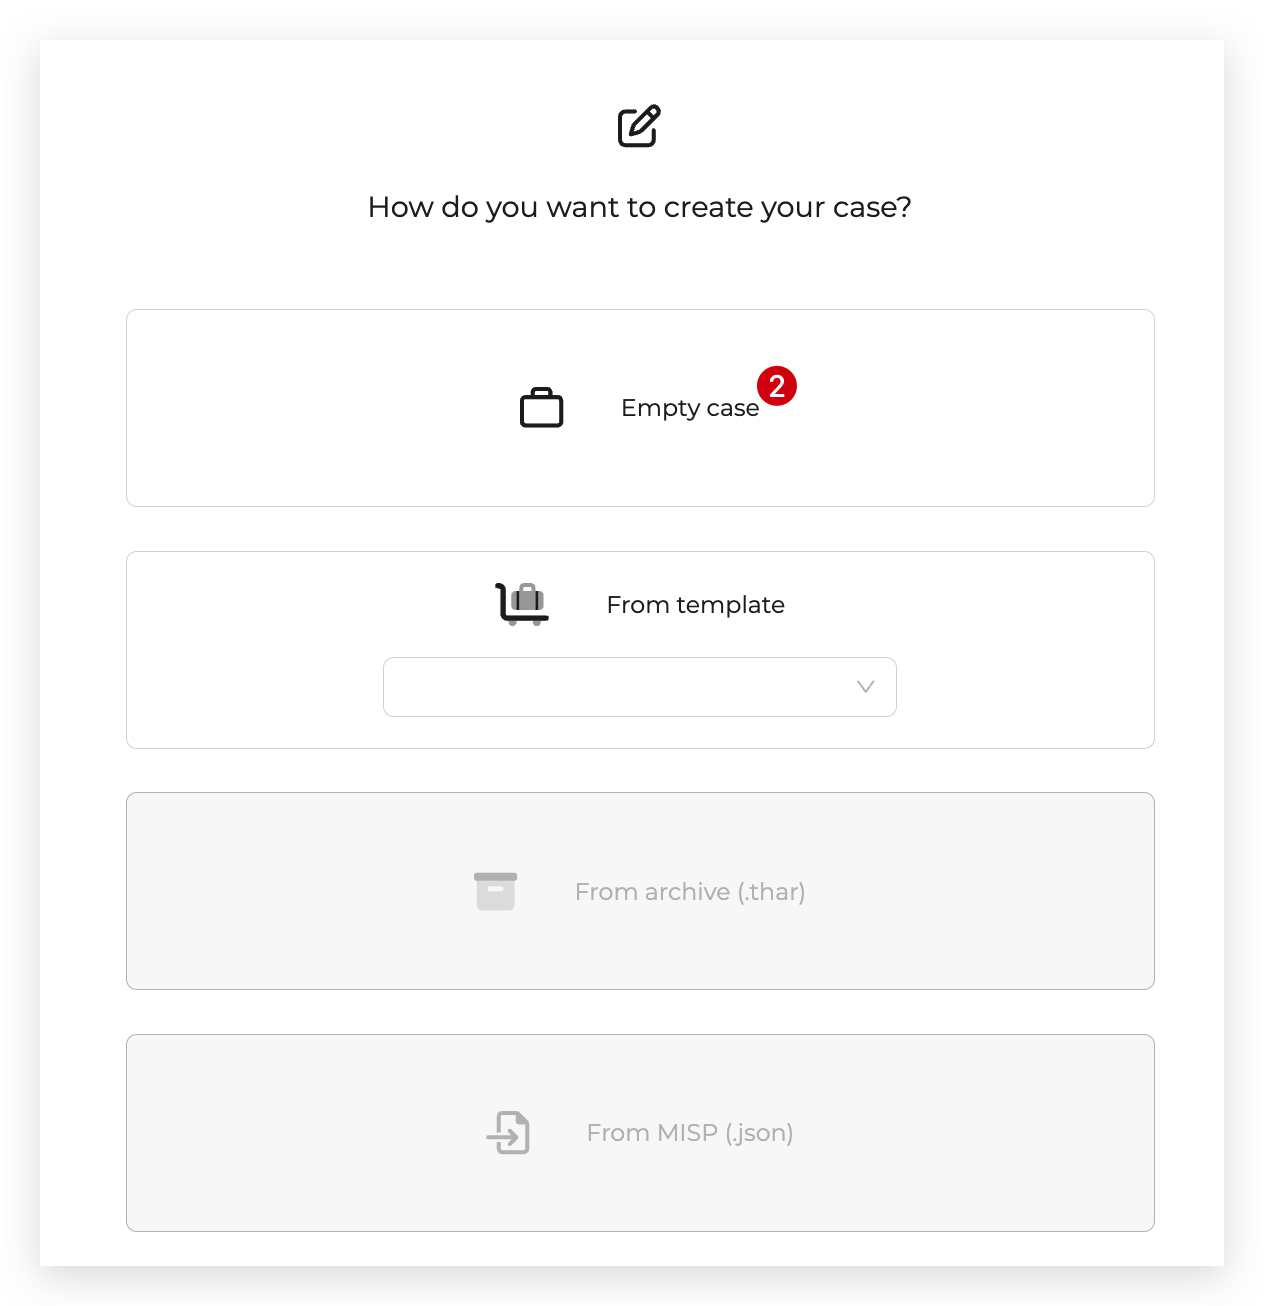 How do you want to create your case?
Empty case 2
From template
From archive (.thar)
From MISP (.json)